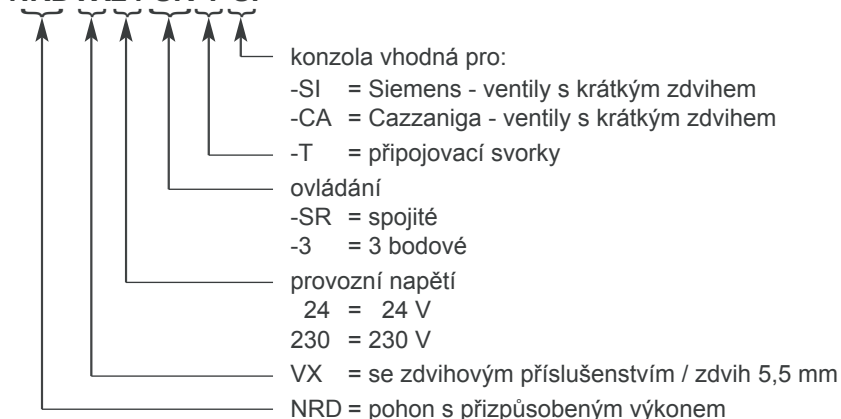 konzola vhodná pro:
-SI = Siemens - ventily s krátkým zdvihem
-CA = Cazzaniga - ventily s krátkým zdvihem
-T = připojovací svorky
ovládání
-SR = spojité
-3 = 3 bodové
provozní napětí
24 = 24 V
230 = 230 V
VX = se zdvihovým příslušenstvím / zdvih 5,5 mm
NRD = pohon s přizpůsobeným výkonem